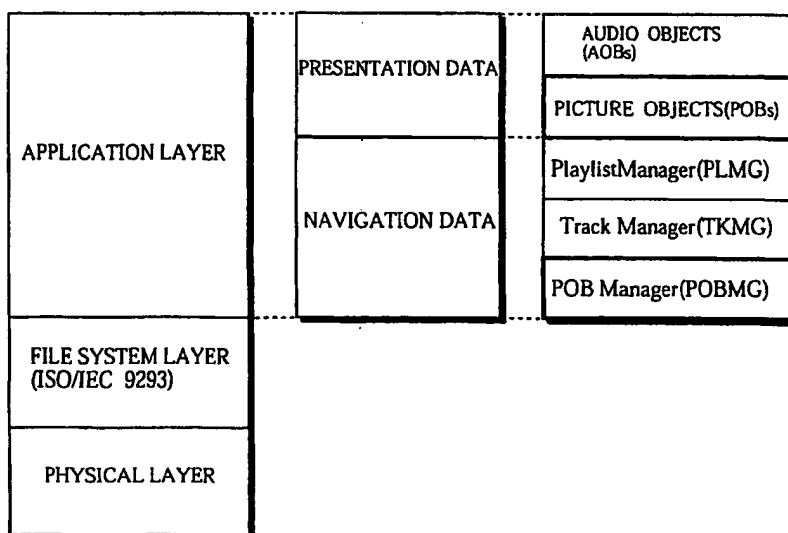 APPLICATION LAYER
FILE SYSTEM LAYER
(ISO/IEC 9293)
PHYSICAL LAYER
PRESENTATION DATA
NAVIGATION DATA
AUDIO OBJECTS
(AOBs)
PICTURE OBJECTS(POBs)
PlaylistManager(PLMG)
Track Manager(TKMG)
POB Manager(POBMG)